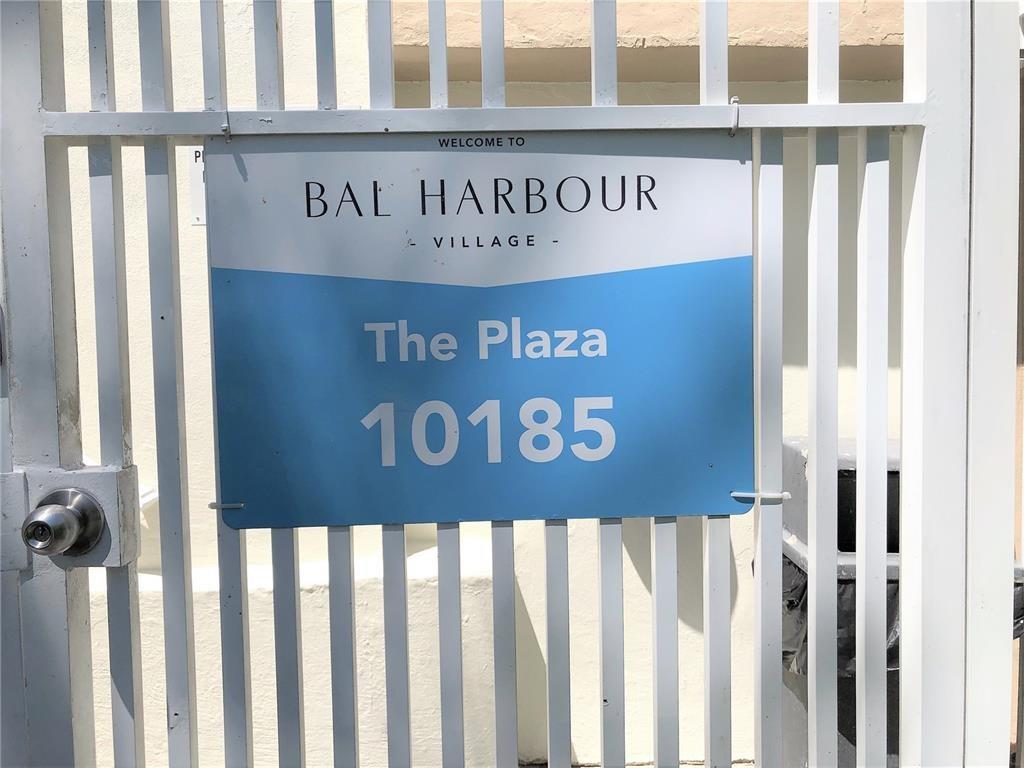 WELCOME TO
BAL HARBOUR
- VILLAGE -
The Plaza
10185